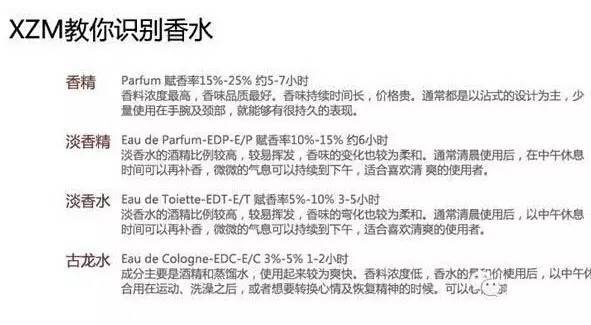 XZM教你识别香水
香精 Parfum 赋香率15%-25% 约5-7小时
香料浓度最高，香味品质最好。香味持续时间长，价格贵。通常都是以沾式的设计为主，少
量使用在手腕及颈部，就能够有很持久的表现。
淡香精 Eau de Parfum-EDP-E/P 赋香率10%-15% 约6小时
淡香水的酒精比例较高，较易挥发，香味的变化也较为柔和。通常清晨使用后，在中午休息
时间可以再补香，微微的气息可以持续到下午，适合喜欢清 爽的使用者。
淡香水 Eau de Toiette-EDT-E/T 赋香率5%-10% 3-5小时
淡香水的酒精比例较高，较易挥发，香味的弯化也较为柔和。通常清晨使用后，以中午休息
时间可以再补香，微微的气息可以持续到下午，适合喜欢清爽的使用者。
古龙水 Eau de Cologne-EDC-E/C 3%-5% 1-2小时
成分主要是酒精和蒸馏水，使用起来较为爽快。香料浓度低，香水的 使用后，以中午休
合用在运动、洗澡之后，或者想要转换心情及恢复精神的时候。可以